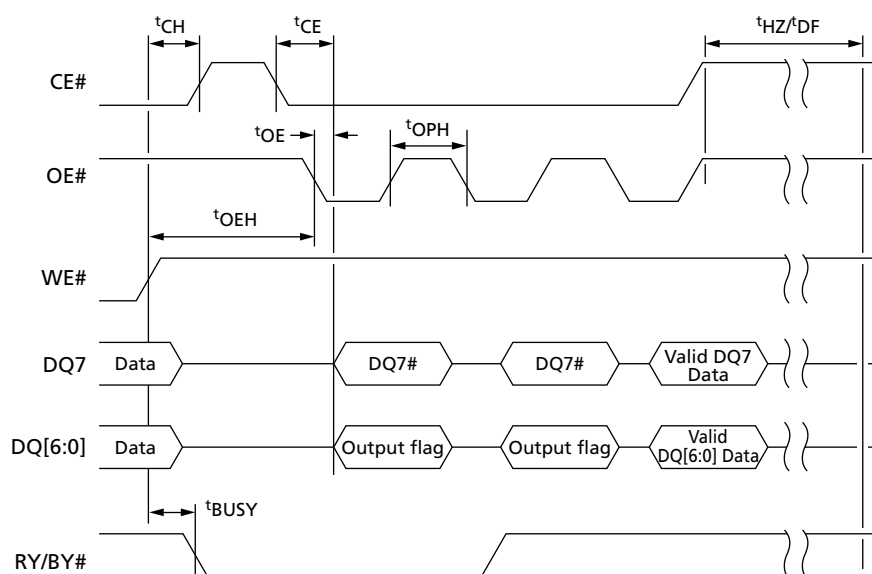 tCH
tCE
tHZ/tDF
CE#
tOE
tOPH
OE#
tOEH
WE#
DQ7
Data
DQ7#
DQ7#
Valid DQ7
Data
DQ[6:0]
Data
Output flag
Output flag
Valid
DQ[6:0] Data
tBUSY
RY/BY#